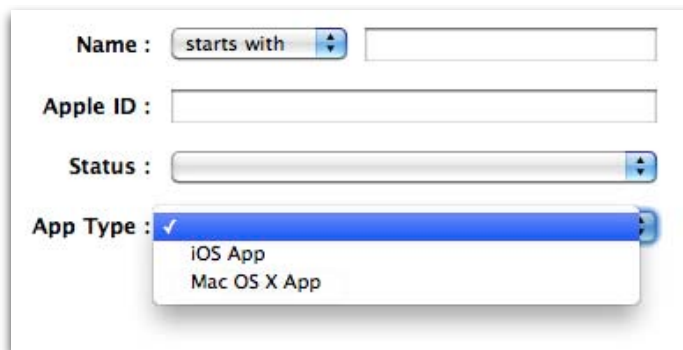 Name : starts with
Apple ID :
Status :
App Type : ✓
iOS App
Mac OS X App